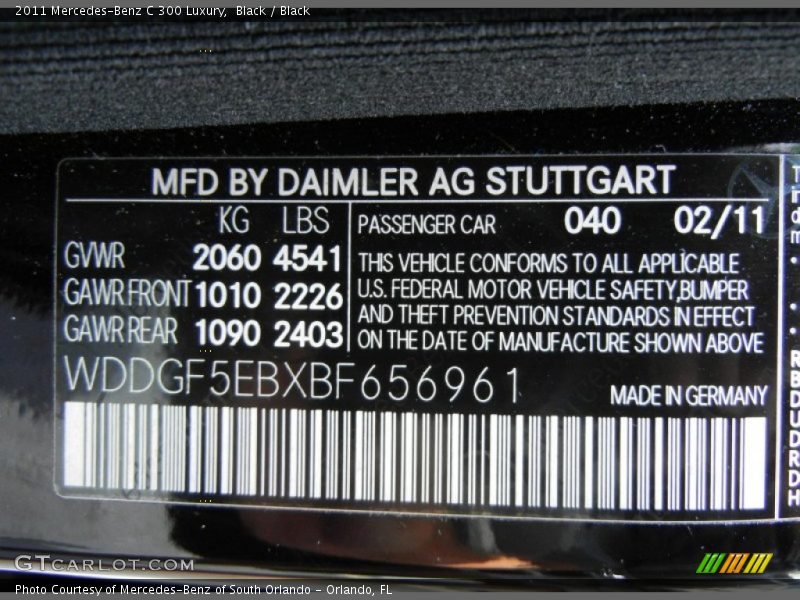 2011 Mercedes-Benz C 300 Luxury, Black / Black
MFD BY DAIMLER AG STUTTGART
KG LBS
GVWR 2060 4541
GAWR FRONT 1010 2226
GAWR REAR 1090 2403
PASSENGER CAR 040 02/11
THIS VEHICLE CONFORMS TO ALL APPLICABLE
U.S. FEDERAL MOTOR VEHICLE SAFETY,BUMPER
AND THEFT PREVENTION STANDARDS IN EFFECT
ON THE DATE OF MANUFACTURE SHOWN ABOVE
WDDGF5EBXBF656961
MADE IN GERMANY
GTCARLOT.COM
Photo Courtesy of Mercedes-Benz of South Orlando - Orlando, FL